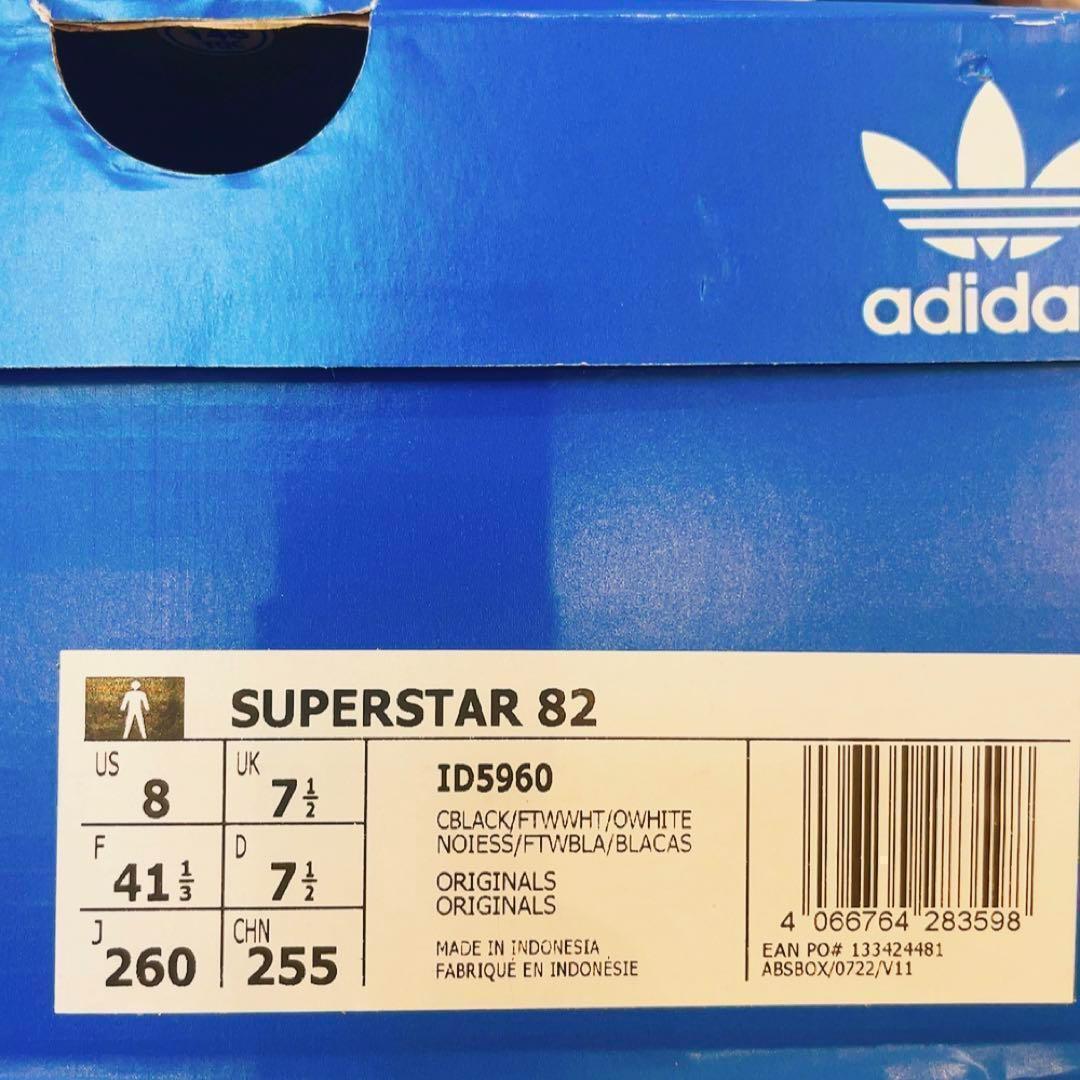 adida
SUPERSTAR 82
US 8
UK 7 1/2
F 41 1/3
D 7 1/2
J 260
CHN 255
ID5960
CBLACK/FTWWHT/OWHITE
NOIESS/FTWBLA/BLACAS
ORIGINALS
ORIGINALS
MADE IN INDONESIA
FABRIQUÉ EN INDONÉSIE
4 066764 283598
EAN PO# 133424481
ABSBOX/0722/V11